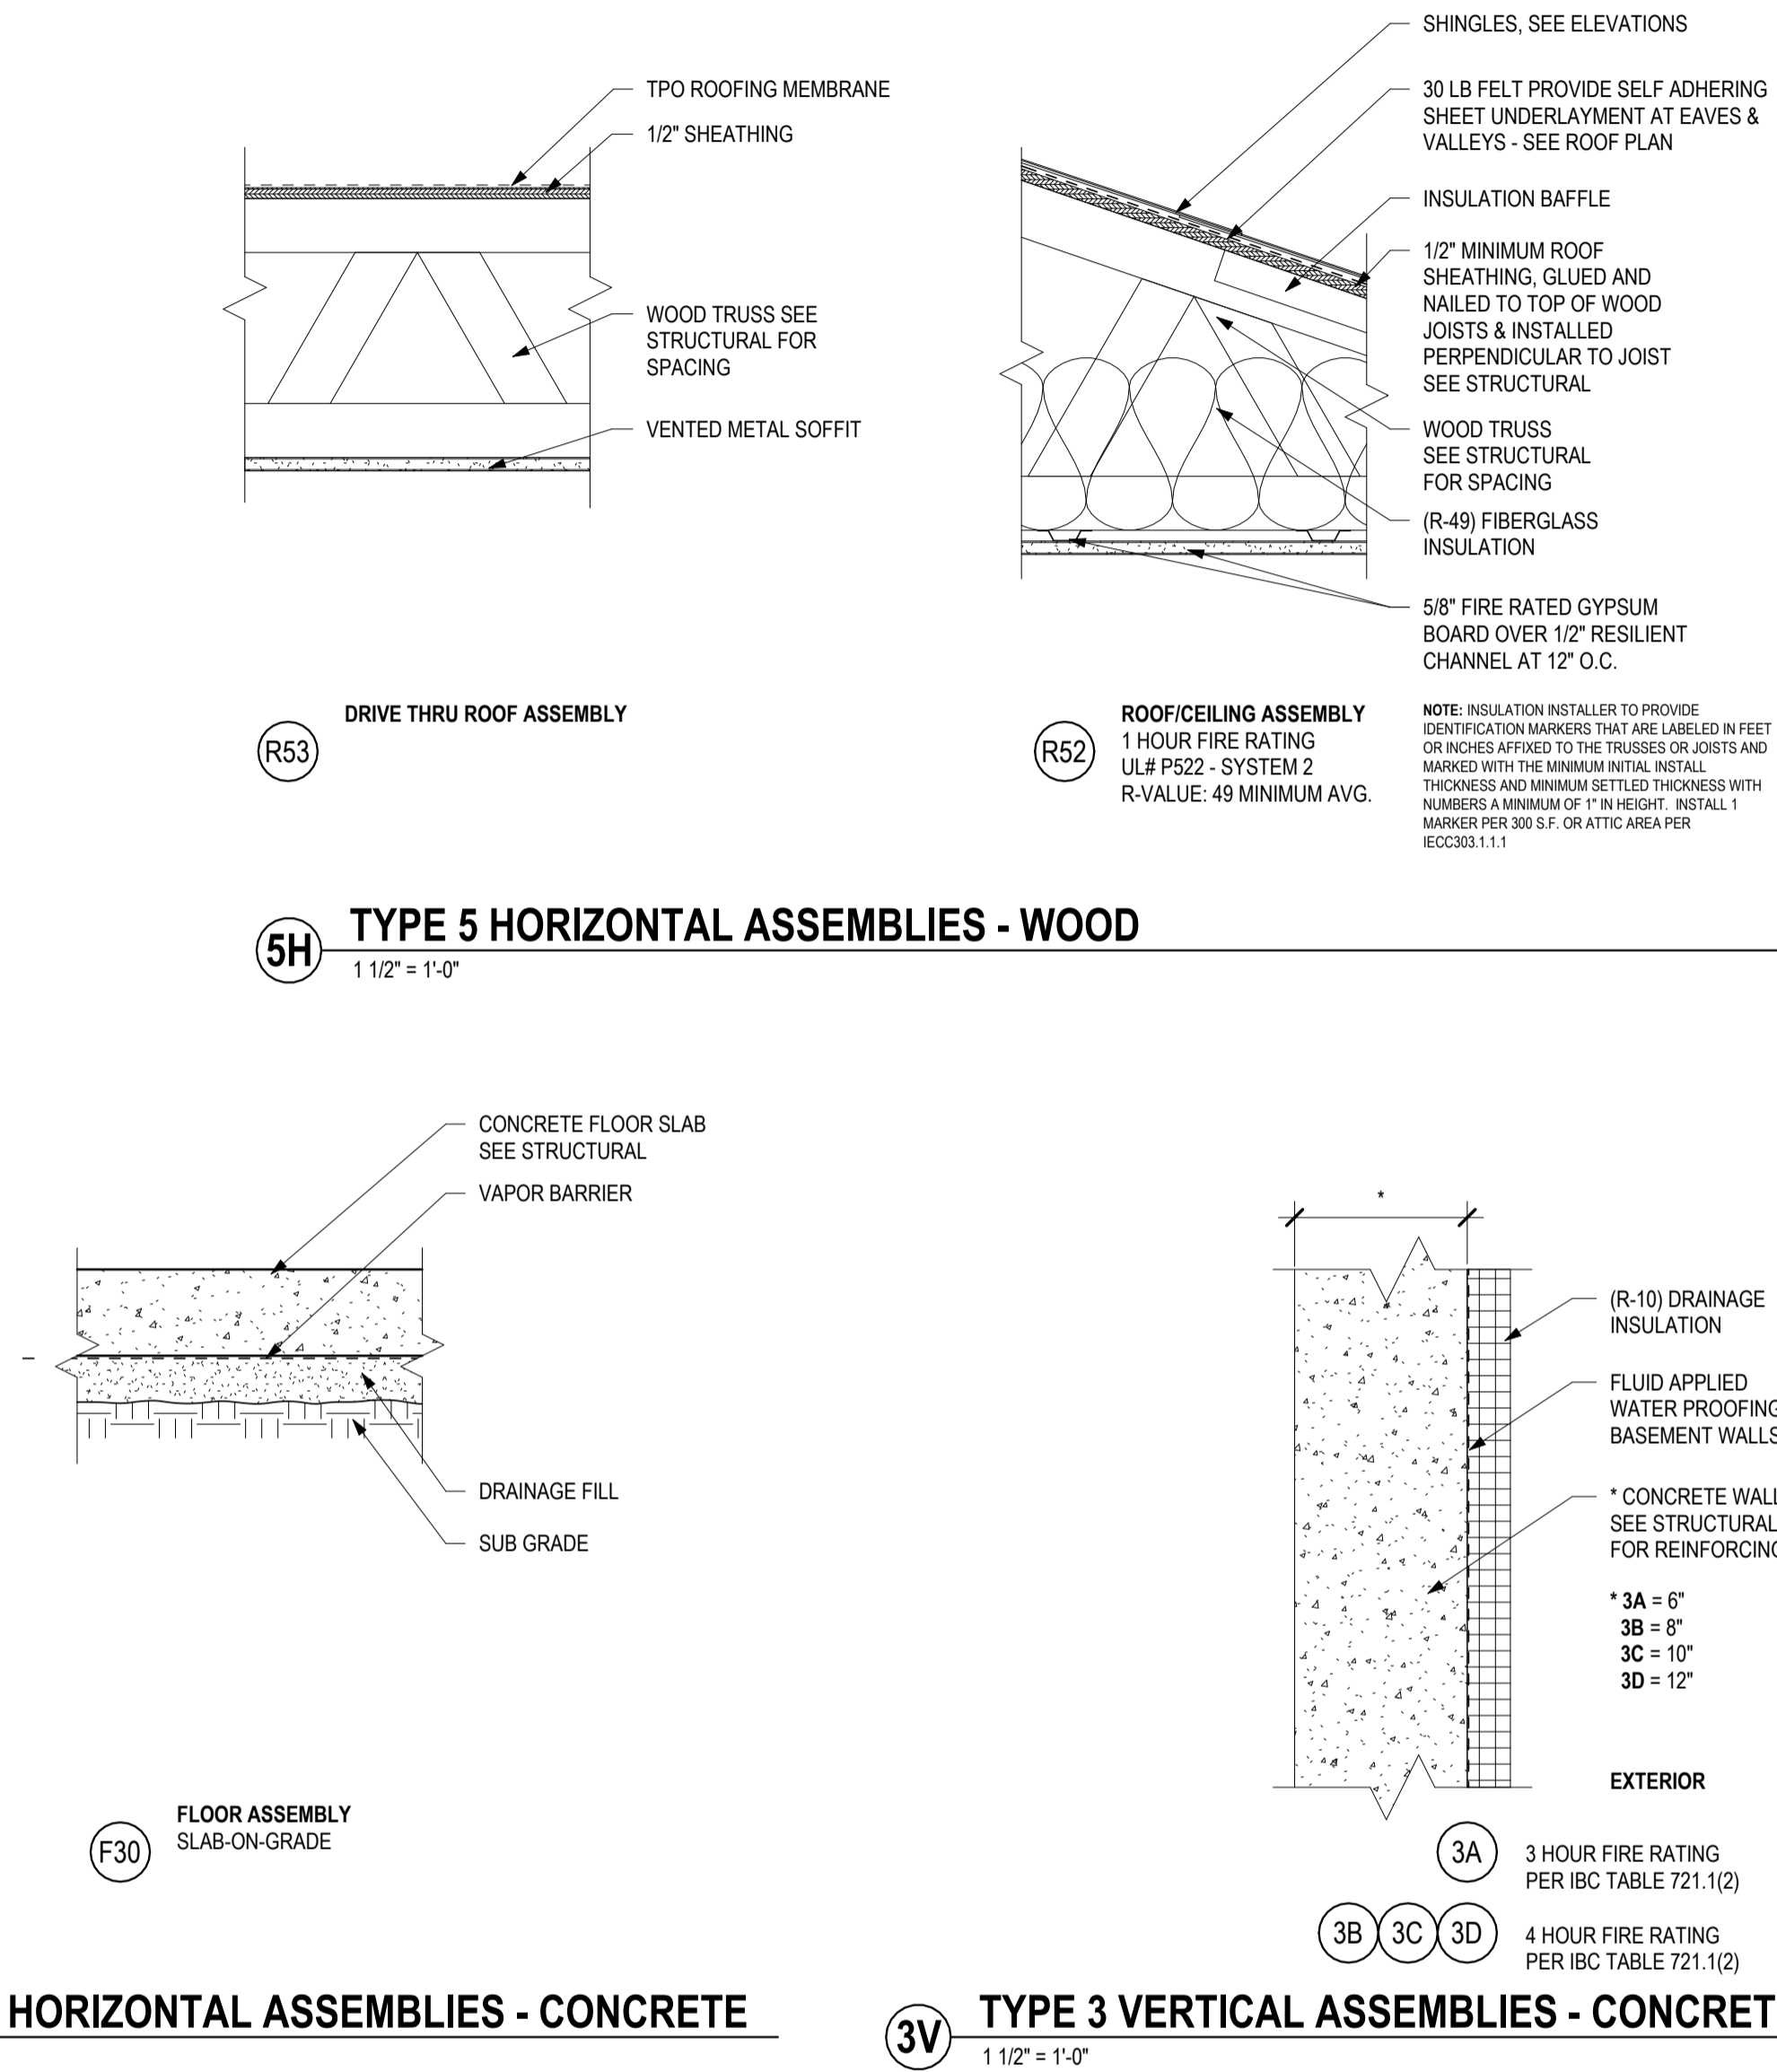 TPO ROOFING MEMBRANE
1/2" SHEATHING
WOOD TRUSS SEE
STRUCTURAL FOR
SPACING
VENTED METAL SOFFIT
R53
DRIVE THRU ROOF ASSEMBLY
SHINGLES, SEE ELEVATIONS
30 LB FELT PROVIDE SELF ADHERING
SHEET UNDERLAYMENT AT EAVES &
VALLEYS - SEE ROOF PLAN
INSULATION BAFFLE
1/2" MINIMUM ROOF
SHEATHING, GLUED AND
NAILED TO TOP OF WOOD
JOISTS & INSTALLED
PERPENDICULAR TO JOIST
SEE STRUCTURAL
WOOD TRUSS
SEE STRUCTURAL
FOR SPACING
(R-49) FIBERGLASS
INSULATION
5/8" FIRE RATED GYPSUM
BOARD OVER 1/2" RESILIENT
CHANNEL AT 12" O.C.
R52
ROOF/CEILING ASSEMBLY
1 HOUR FIRE RATING
UL# P522 - SYSTEM 2
R-VALUE: 49 MINIMUM AVG.
NOTE: INSULATION INSTALLER TO PROVIDE
IDENTIFICATION MARKERS THAT ARE LABELED IN FEET
OR INCHES AFFIXED TO THE TRUSSES OR JOISTS AND
MARKED WITH THE MINIMUM INITIAL INSTALL
THICKNESS AND MINIMUM SETTLED THICKNESS WITH
NUMBERS A MINIMUM OF 1" IN HEIGHT. INSTALL 1
MARKER PER 300 S.F. OR ATTIC AREA PER
IECC303.1.1.1
5H
TYPE 5 HORIZONTAL ASSEMBLIES - WOOD
1 1/2" = 1'-0"
CONCRETE FLOOR SLAB
SEE STRUCTURAL
VAPOR BARRIER
DRAINAGE FILL
SUB GRADE
F30
FLOOR ASSEMBLY
SLAB-ON-GRADE
HORIZONTAL ASSEMBLIES - CONCRETE
*
(R-10) DRAINAGE
INSULATION
FLUID APPLIED
WATER PROOFING
BASEMENT WALLS
* CONCRETE WALL
SEE STRUCTURAL
FOR REINFORCING
* 3A = 6"
3B = 8"
3C = 10"
3D = 12"
EXTERIOR
3A
3 HOUR FIRE RATING
PER IBC TABLE 721.1(2)
3B 3C 3D
4 HOUR FIRE RATING
PER IBC TABLE 721.1(2)
3V
TYPE 3 VERTICAL ASSEMBLIES - CONCRET
1 1/2" = 1'-0"